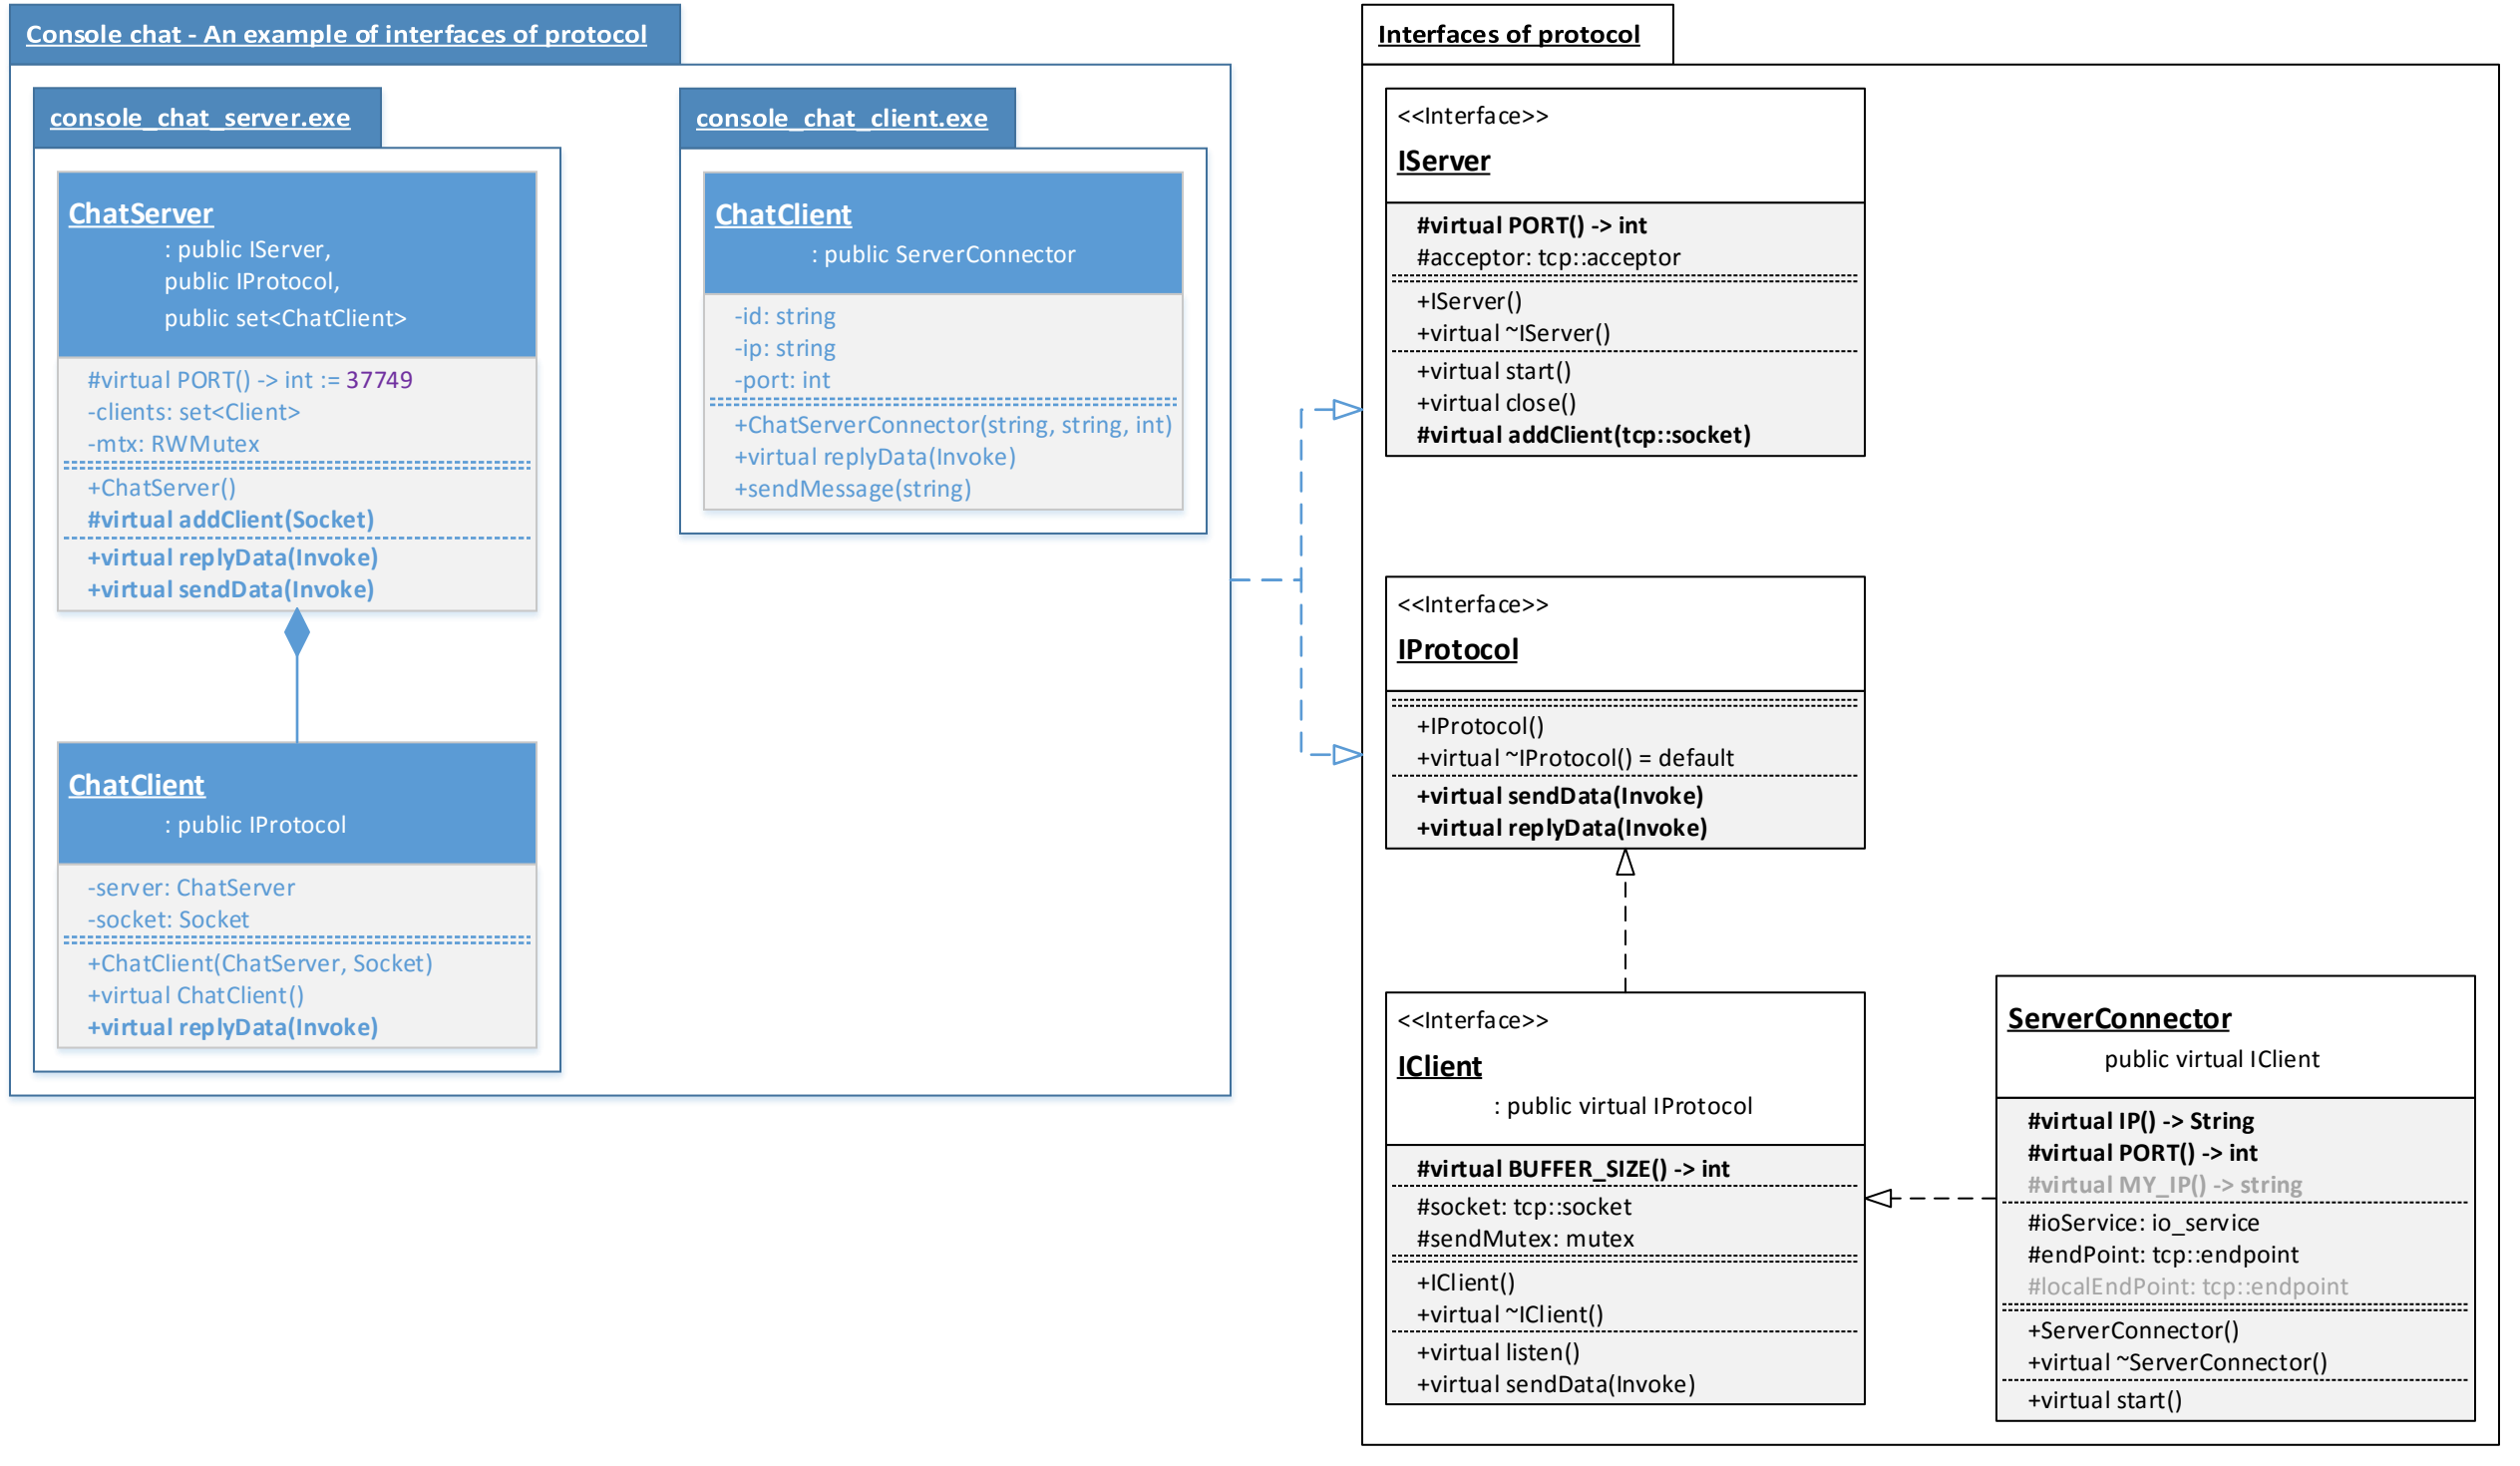 Console chat - An example of interfaces of protocol
console_chat_server.exe
ChatServer
: public IServer,
public IProtocol,
public set<ChatClient>
#virtual PORT() -> int := 37749
-clients: set<Client>
-mtx: RWMutex
+ChatServer()
#virtual addClient(Socket)
+virtual replyData(Invoke)
+virtual sendData(Invoke)
ChatClient
: public IProtocol
-server: ChatServer
-socket: Socket
+ChatClient(ChatServer, Socket)
+virtual ChatClient()
+virtual replyData(Invoke)
console_chat_client.exe
ChatClient
: public ServerConnector
-id: string
-ip: string
-port: int
+ChatServerConnector(string, string, int)
+virtual replyData(Invoke)
+sendMessage(string)
Interfaces of protocol
<<Interface>>
IServer
#virtual PORT() -> int
#acceptor: tcp::acceptor
+IServer()
+virtual ~IServer()
+virtual start()
+virtual close()
#virtual addClient(tcp::socket)
<<Interface>>
IProtocol
+IProtocol()
+virtual ~IProtocol() = default
+virtual sendData(Invoke)
+virtual replyData(Invoke)
<<Interface>>
IClient
: public virtual IProtocol
#virtual BUFFER_SIZE() -> int
#socket: tcp::socket
#sendMutex: mutex
+IClient()
+virtual ~IClient()
+virtual listen()
+virtual sendData(Invoke)
ServerConnector
public virtual IClient
#virtual IP() -> String
#virtual PORT() -> int
#virtual MY_IP() -> string
#ioService: io_service
#endPoint: tcp::endpoint
#localEndPoint: tcp::endpoint
+ServerConnector()
+virtual ~ServerConnector()
+virtual start()